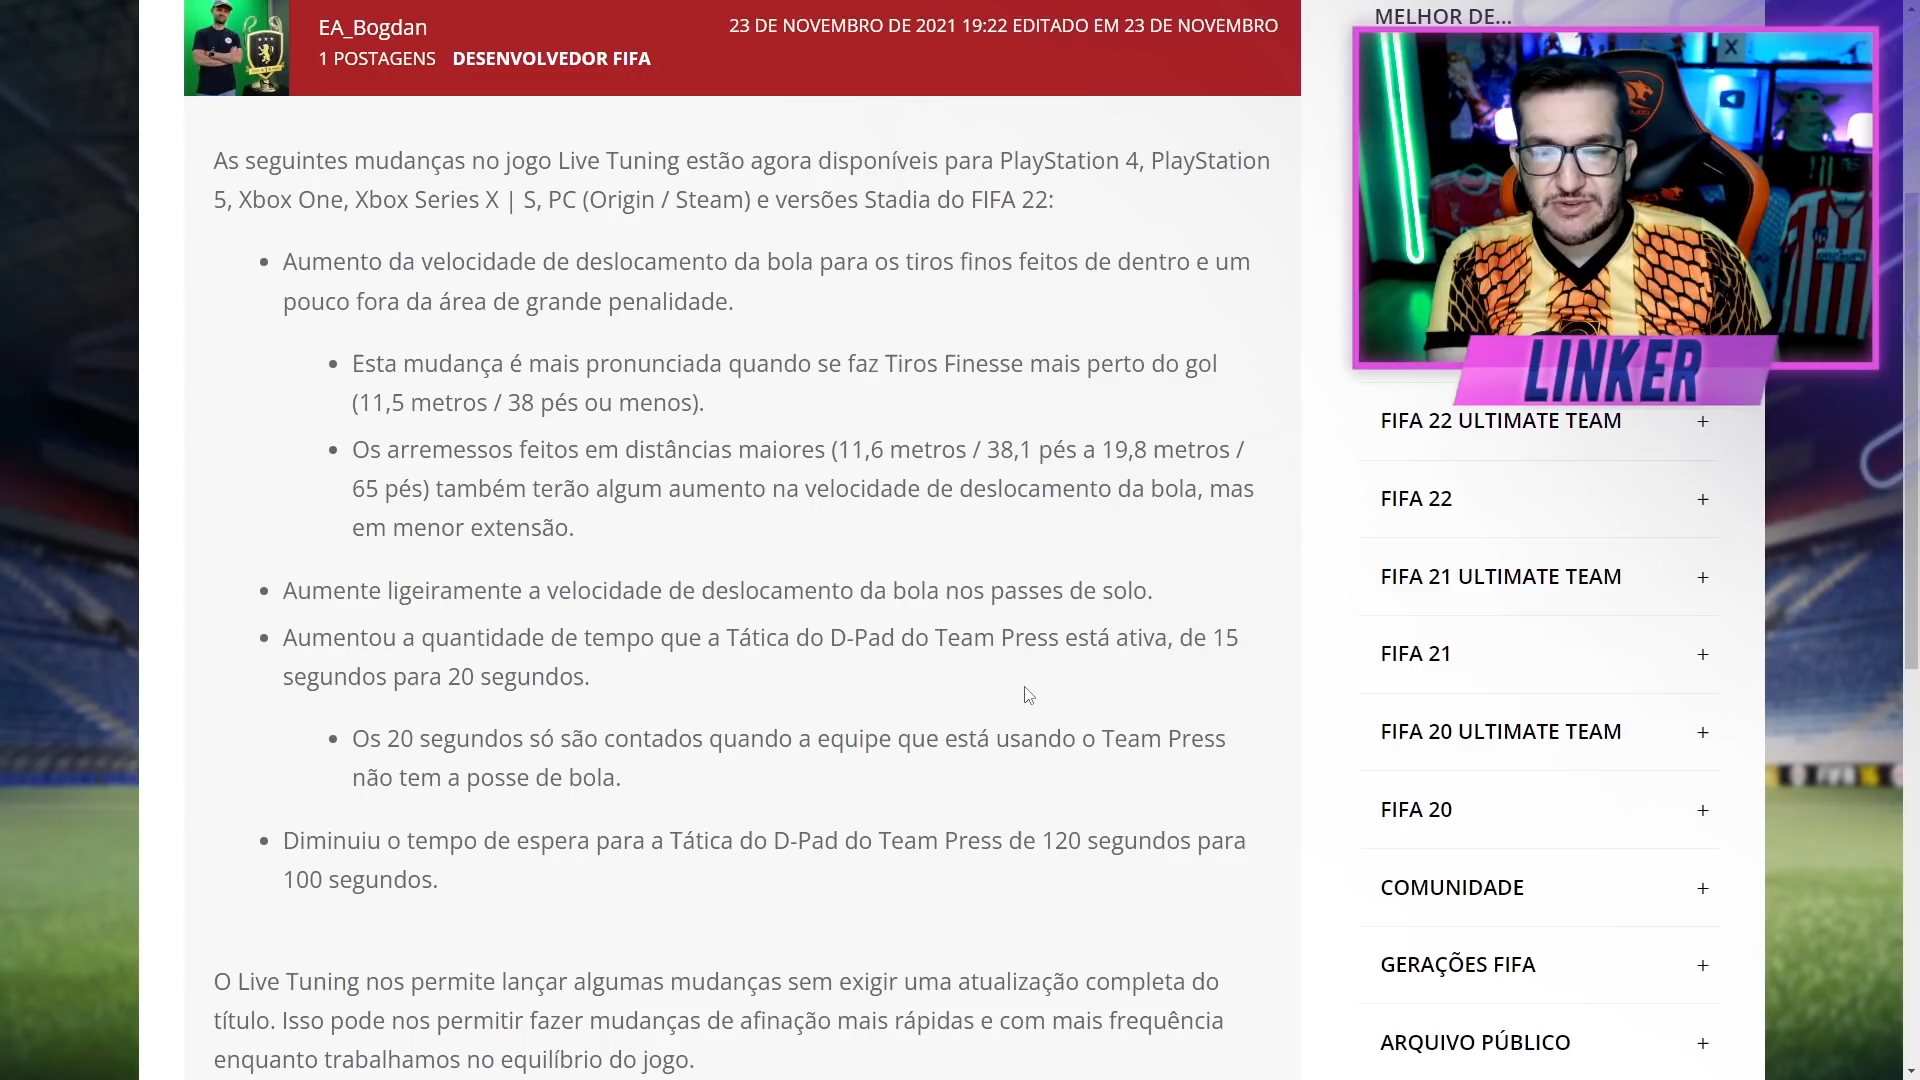 EA_Bogdan
1 POSTAGENS DESENVOLVEDOR FIFA
23 DE NOVEMBRO DE 2021 19:22 EDITADO EM 23 DE NOVEMBRO
As seguintes mudanças no jogo Live Tuning estão agora disponíveis para PlayStation 4, PlayStation
5, Xbox One, Xbox Series X | S, PC (Origin / Steam) e versões Stadia do FIFA 22:
• Aumento da velocidade de deslocamento da bola para os tiros finos feitos de dentro e um
pouco fora da área de grande penalidade.
• Esta mudança é mais pronunciada quando se faz Tiros Finesse mais perto do gol
(11,5 metros / 38 pés ou menos).
• Os arremessos feitos em distâncias maiores (11,6 metros / 38,1 pés a 19,8 metros /
65 pés) também terão algum aumento na velocidade de deslocamento da bola, mas
em menor extensão.
• Aumente ligeiramente a velocidade de deslocamento da bola nos passes de solo.
• Aumentou a quantidade de tempo que a Tática do D-Pad do Team Press está ativa, de 15
segundos para 20 segundos.
• Os 20 segundos só são contados quando a equipe que está usando o Team Press
não tem a posse de bola.
• Diminuiu o tempo de espera para a Tática do D-Pad do Team Press de 120 segundos para
100 segundos.
O Live Tuning nos permite lançar algumas mudanças sem exigir uma atualização completa do
título. Isso pode nos permitir fazer mudanças de afinação mais rápidas e com mais frequência
enquanto trabalhamos no equilíbrio do jogo.
MELHOR DE...
X
LINKER
FIFA 22 ULTIMATE TEAM +
FIFA 22 +
FIFA 21 ULTIMATE TEAM +
FIFA 21 +
FIFA 20 ULTIMATE TEAM +
FIFA 20 +
COMUNIDADE +
GERAÇÕES FIFA +
ARQUIVO PÚBLICO +